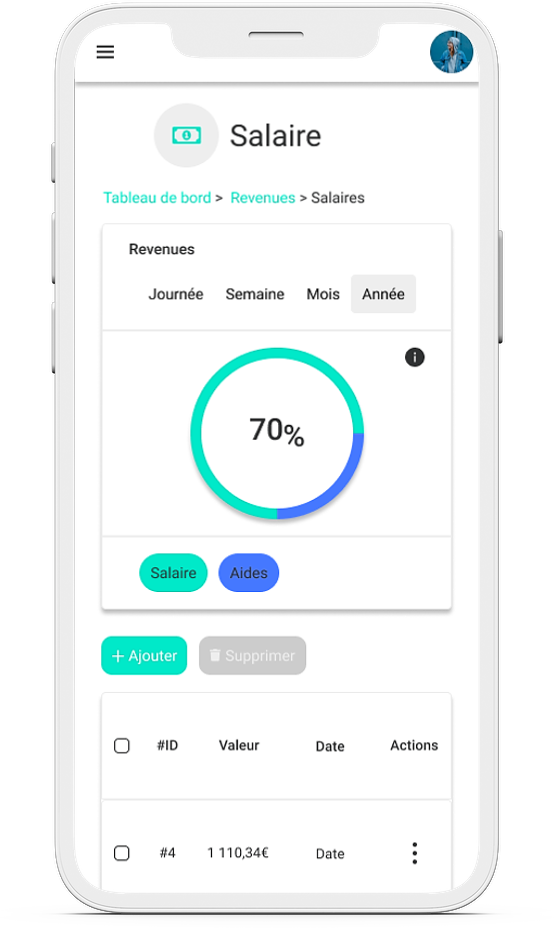 Salaire
Tableau de bord > Revenues > Salaires
Revenues
Journée Semaine Mois Année
70%
Salaire Aides
+ Ajouter Supprimer
#ID Valeur Date Actions
#4 1 110,34€ Date